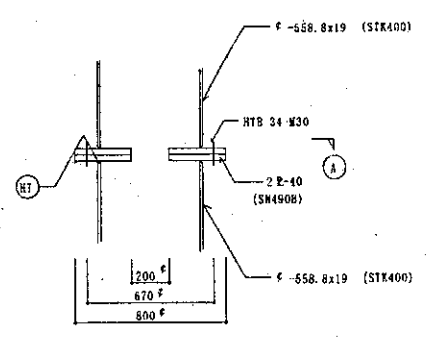 ¢ -558.8x19 (STK400)
HTB 34-M30
A
H7
2 PL-40
(SN490B)
200 ¢
¢ -558.8x19 (STK400)
670 ¢
800 ¢